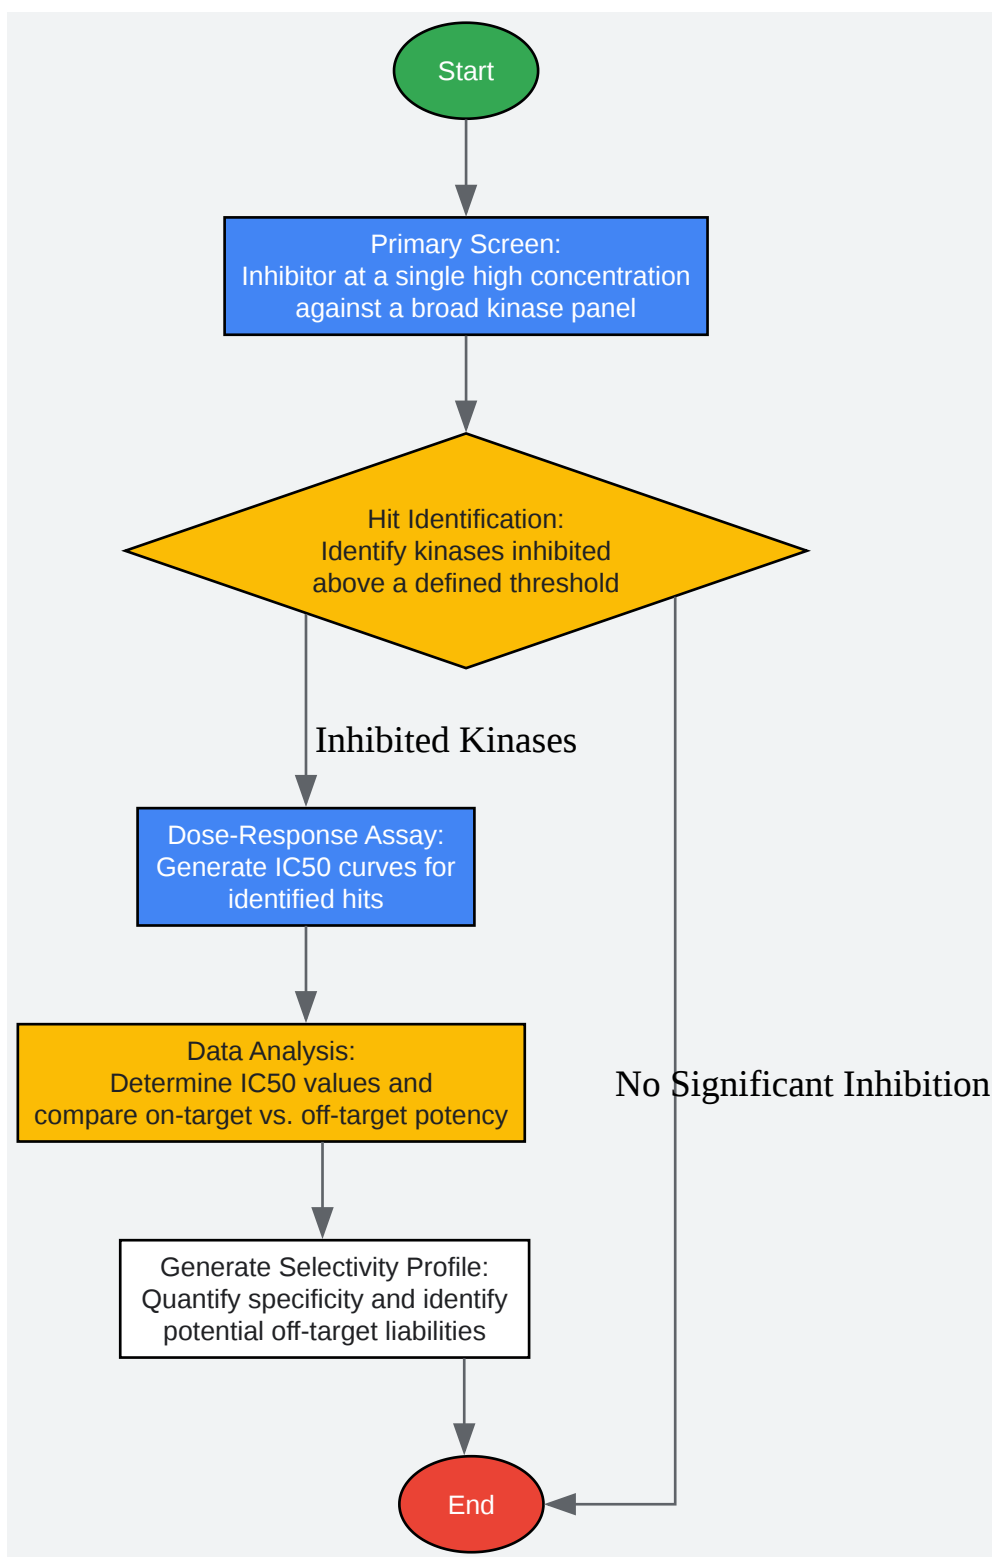 Start
Primary Screen:
Inhibitor at a single high concentration
against a broad kinase panel
Hit Identification:
Identify kinases inhibited
above a defined threshold
Inhibited Kinases
Dose-Response Assay:
Generate IC50 curves for
identified hits
Data Analysis:
Determine IC50 values and
compare on-target vs. off-target potency
No Significant Inhibition
Generate Selectivity Profile:
Quantify specificity and identify
potential off-target liabilities
End